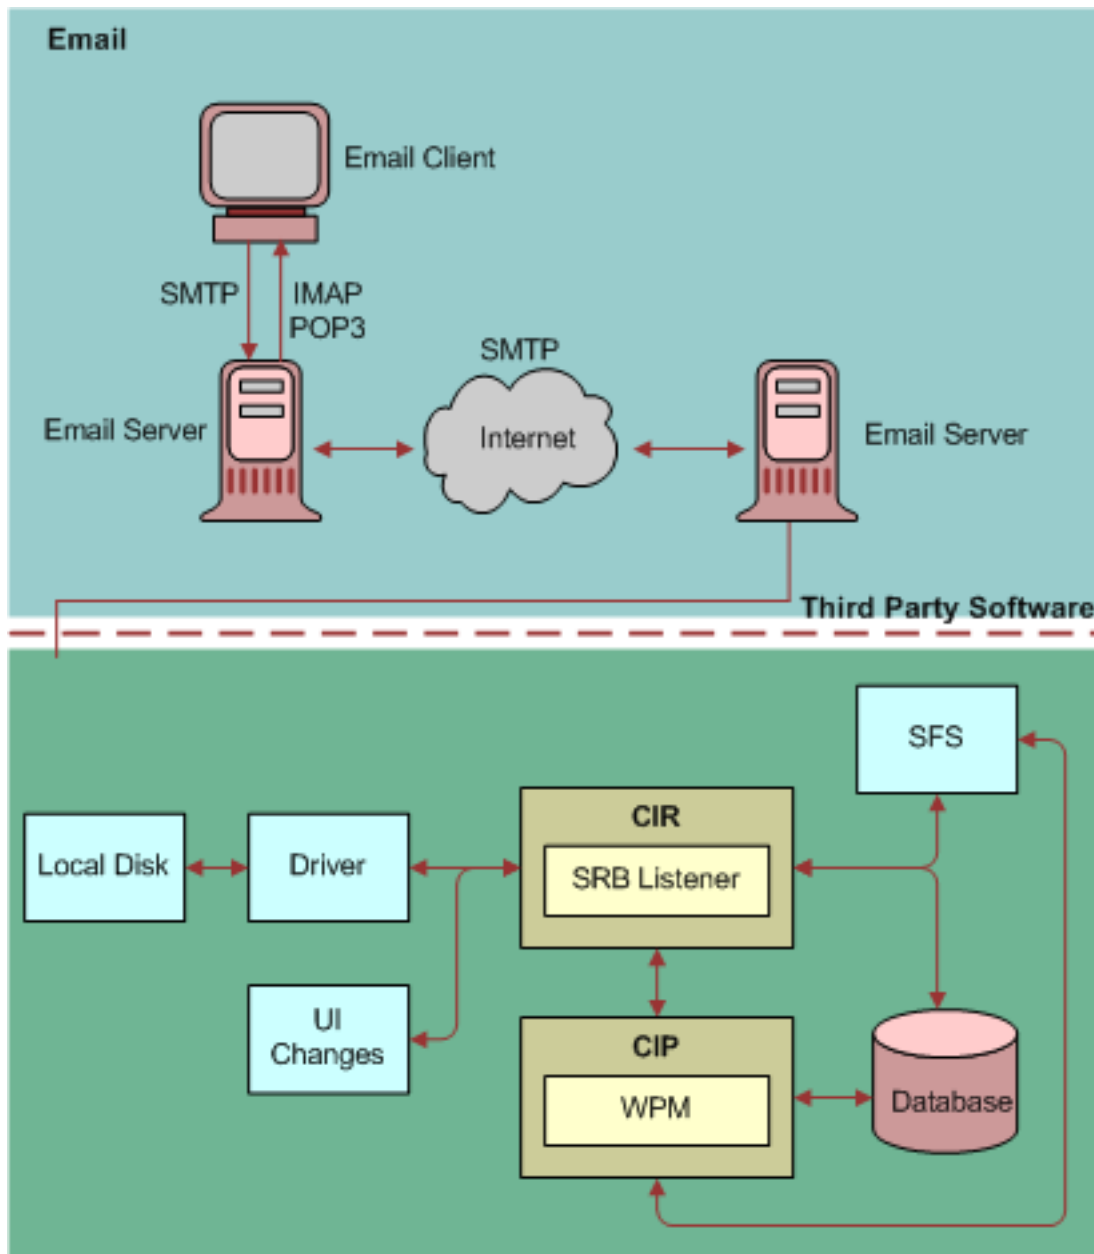 Email
Email Client
SMTP
IMAP
POP3
SMTP
Email Server
Internet
Email Server
Third Party Software
SFS
CIR
Local Disk
Driver
SRB Listener
UI
Changes
CIP
WPM
Database